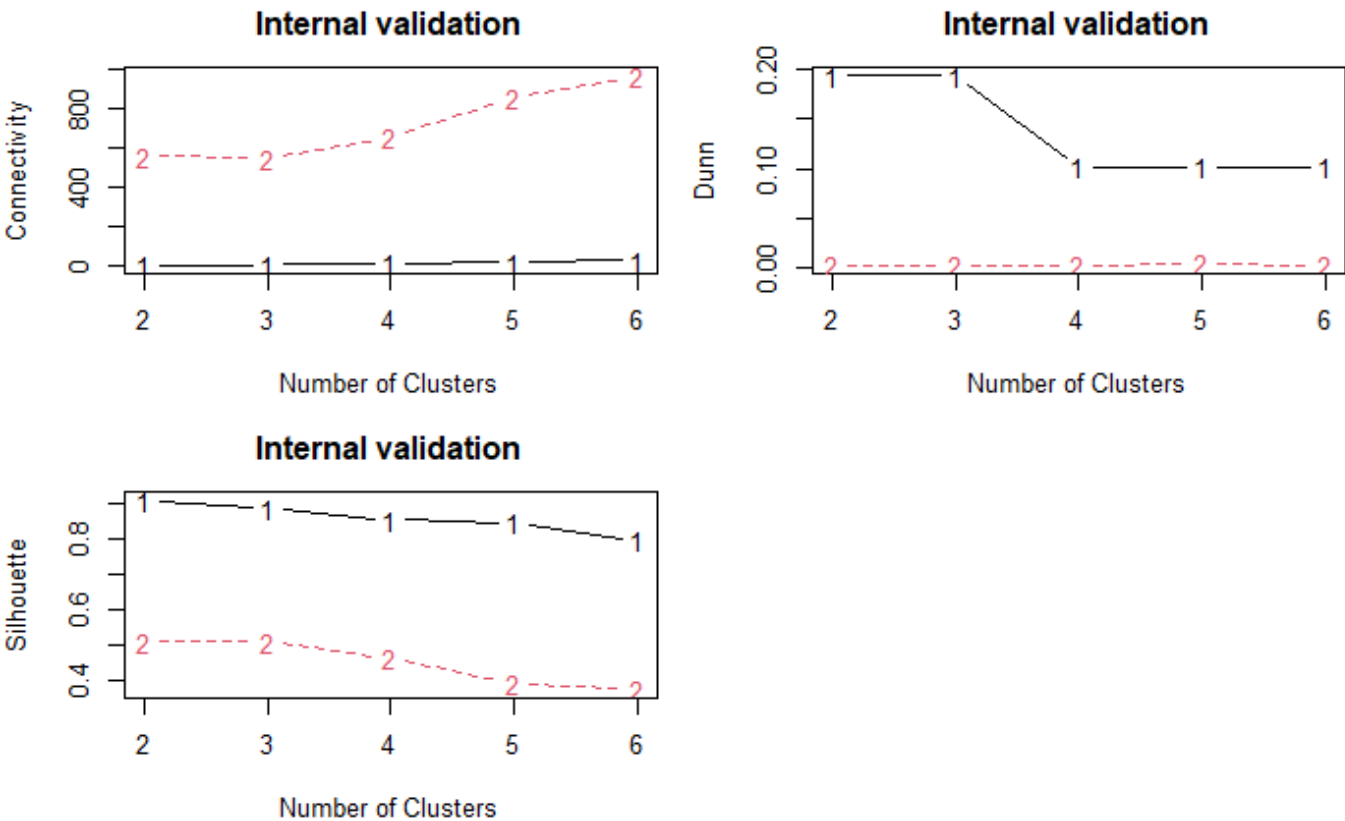 Internal validation
Connectivity
800
400
0
2 2 2 2 2
1 1 1 1 1
2 3 4 5 6
Number of Clusters
Internal validation
Dunn
0.20
0.10
0.00
1 1 1 1 1
2 2 2 2 2
2 3 4 5 6
Number of Clusters
Internal validation
Silhouette
0.8
0.6
0.4
1 1 1 1 1
2 2 2 2 2
2 3 4 5 6
Number of Clusters